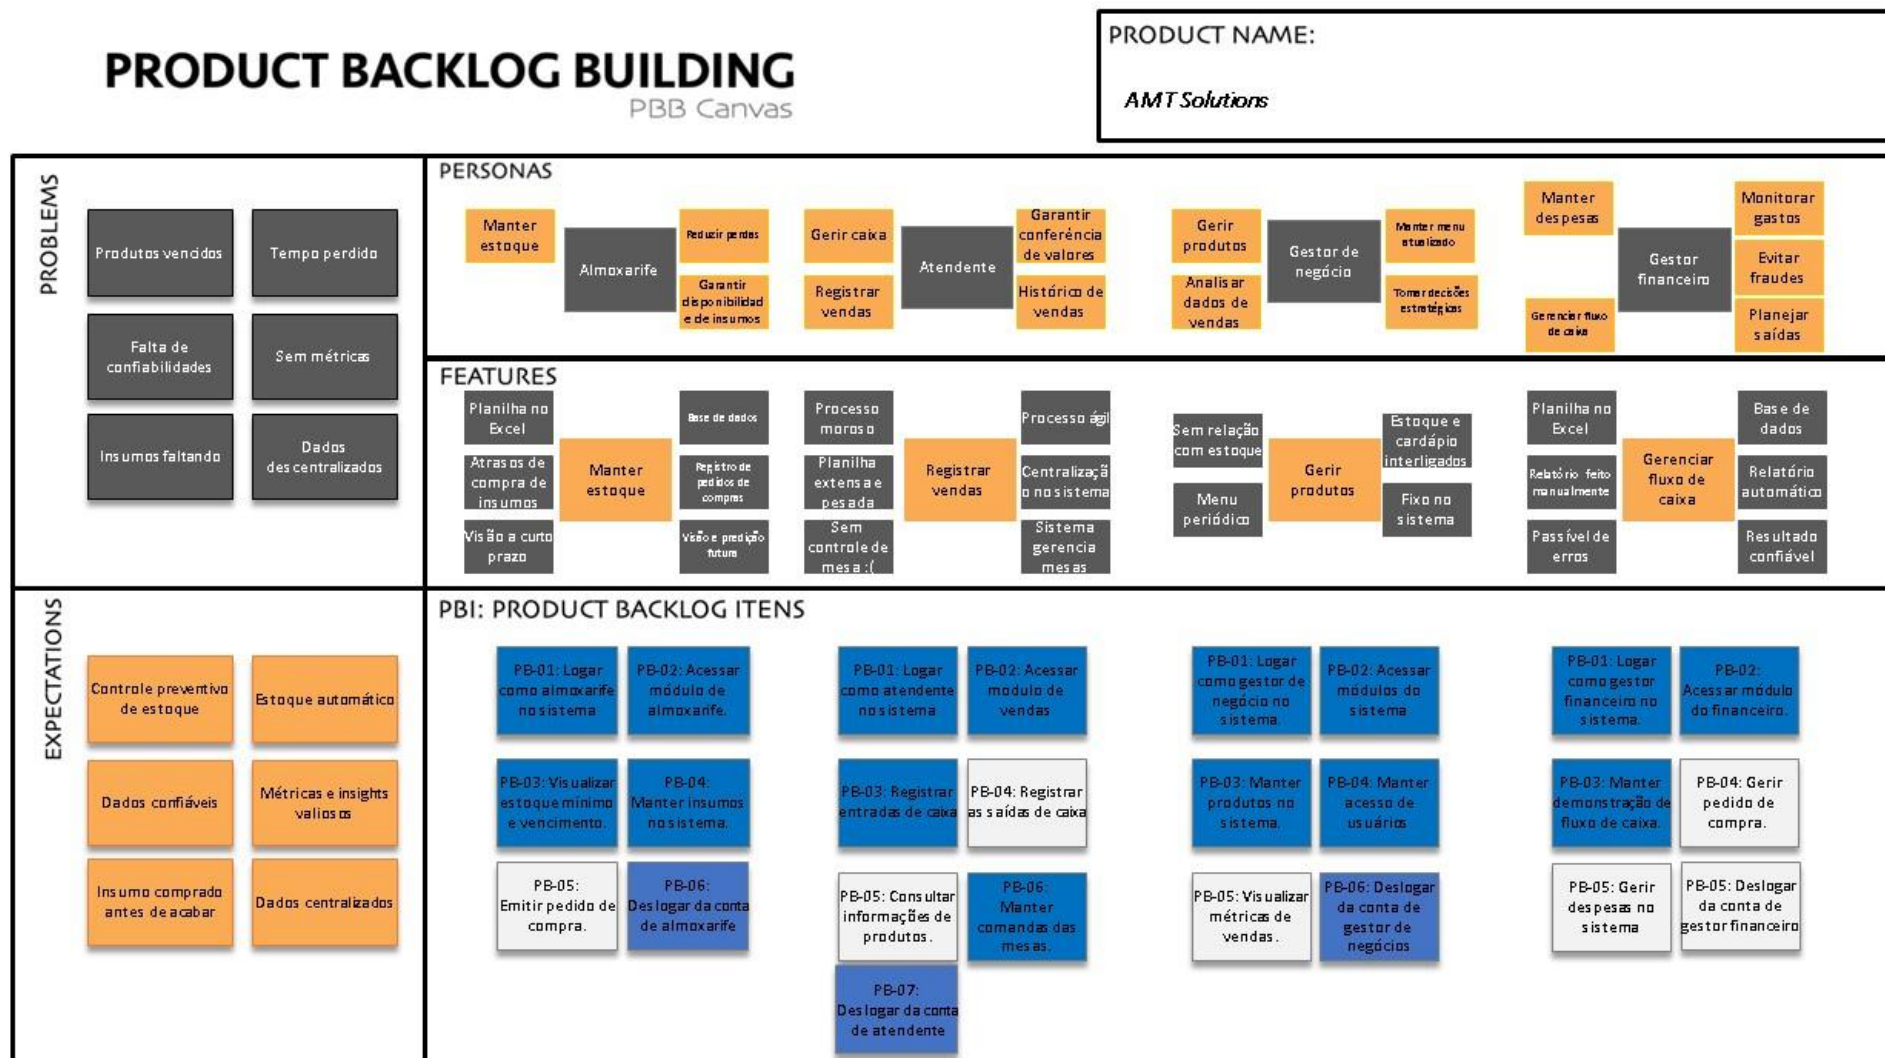 PRODUCT BACKLOG BUILDING
PBB Canvas
PRODUCT NAME:
AMT Solutions
PROBLEMS
Produtos vencidos
Tempo perdido
Falta de
confiabilidades
Sem métricas
Insumos faltando
Dados
descentralizados
PERSONAS
Manter
estoque
Almoxarife
Reduzir perdas
Garantir
disponibilidad
e de insumos
Gerir caixa
Registrar
vendas
Atendente
Garantir
conferência
de valores
Histórico de
vendas
Gerir
produtos
Analisar
dados de
vendas
Gestor de
negócio
Manter menu
atualizado
Tomar decisões
estratégicas
Manter
despesas
Gerenciar fluxo
de caixa
Gestor
financeiro
Monitorar
gastos
Evitar
fraudes
Planejar
saídas
FEATURES
Planilha no
Excel
Atrasos de
compra de
insumos
Visão a curto
prazo
Manter
estoque
Base de dados
Registro de
pedidos de
compras
Visão e predição
futura
Processo
moroso
Planilha
extensa e
pesada
Sem
controle de
mesa :(
Registrar
vendas
Processo ágil
Centralizaçã
o no sistema
Sistema
gerencia
mesas
Sem relação
com estoque
Menu
periódico
Gerir
produtos
Estoque e
cardápio
interligados
Fixo no
sistema
Planilha no
Excel
Relatório feito
manualmente
Passível de
erros
Gerenciar
fluxo de
caixa
Base de
dados
Relatório
automático
Resultado
confiável
EXPECTATIONS
Controle preventivo
de estoque
Estoque automático
Dados confiáveis
Métricas e insights
valiosos
Insumo comprado
antes de acabar
Dados centralizados
PBI: PRODUCT BACKLOG ITENS
PB-01: Logar
como almoxarife
no sistema
PB-02: Acessar
módulo de
almoxarife.
PB-03: Visualizar
estoque mínimo
e vencimento.
PB-04:
Manter insumos
no sistema.
PB-05:
Emitir pedido de
compra.
PB-06:
Deslogar da conta
de almoxarife
PB-01: Logar
como atendente
no sistema
PB-02: Acessar
modulo de
vendas
PB-03: Registrar
entradas de caixa
PB-04: Registrar
as saídas de caixa
PB-05: Consultar
informações de
produtos.
PB-06:
Manter
comandas das
mesas.
PB-07:
Deslogar da conta
de atendente
PB-01: Logar
como gestor de
negócio no
sistema.
PB-02: Acessar
módulos do
sistema
PB-03: Manter
produtos no
sistema.
PB-04: Manter
acesso de
usuários
PB-05: Visualizar
métricas de
vendas.
PB-06: Deslogar
da conta de
gestor de
negócios
PB-01: Logar
como gestor
financeiro no
sistema.
PB-02:
Acessar módulo
do financeiro.
PB-03: Manter
demonstração de
fluxo de caixa.
PB-04: Gerir
pedido de
compra.
PB-05: Gerir
despesas no
sistema
PB-05: Deslogar
da conta de
gestor financeiro